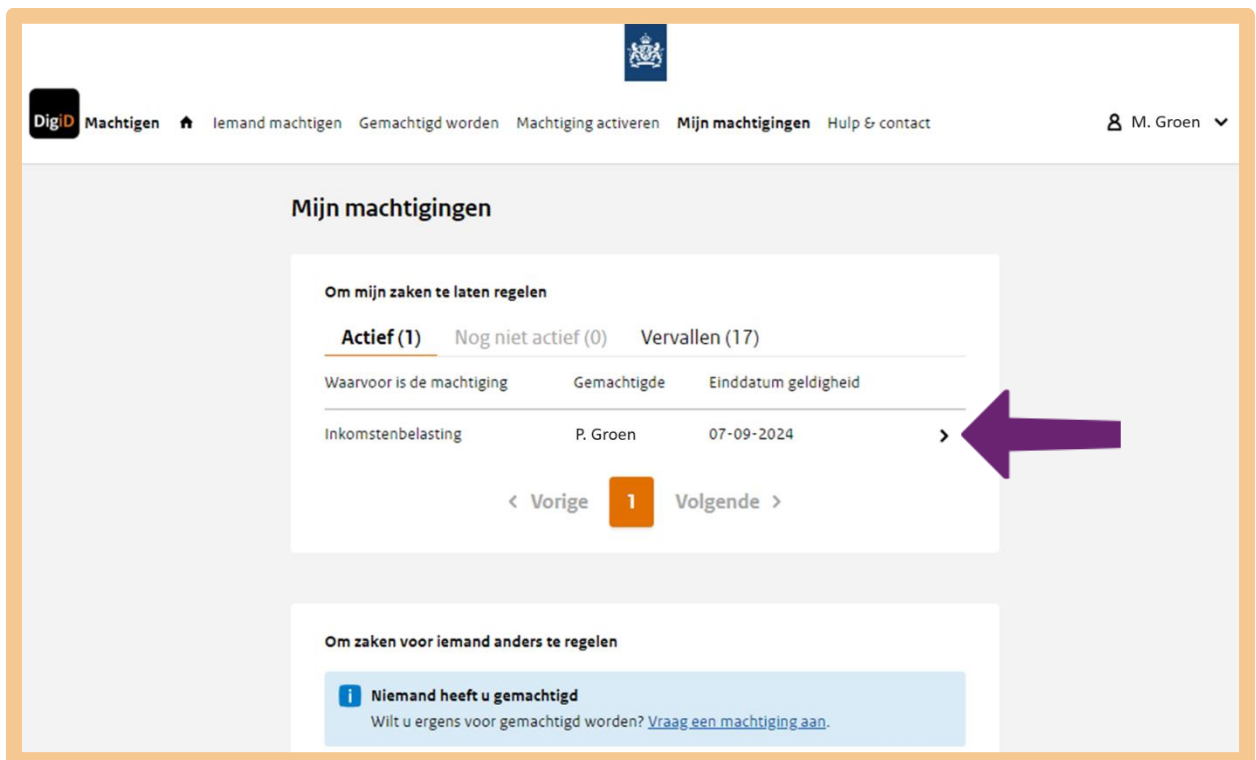 DigiD Machtigen Iemand machtigen Gemachtigd worden Machtiging activeren Mijn machtigingen Hulp & contact M. Groen
Mijn machtigingen
Om mijn zaken te laten regelen
Actief (1) Nog niet actief (0) Vervallen (17)
Waarvoor is de machtiging Gemachtigde Einddatum geldigheid
Inkomstenbelasting P. Groen 07-09-2024
Vorige 1 Volgende
Om zaken voor iemand anders te regelen
Niemand heeft u gemachtigd
Wilt u ergens voor gemachtigd worden? Vraag een machtiging aan.